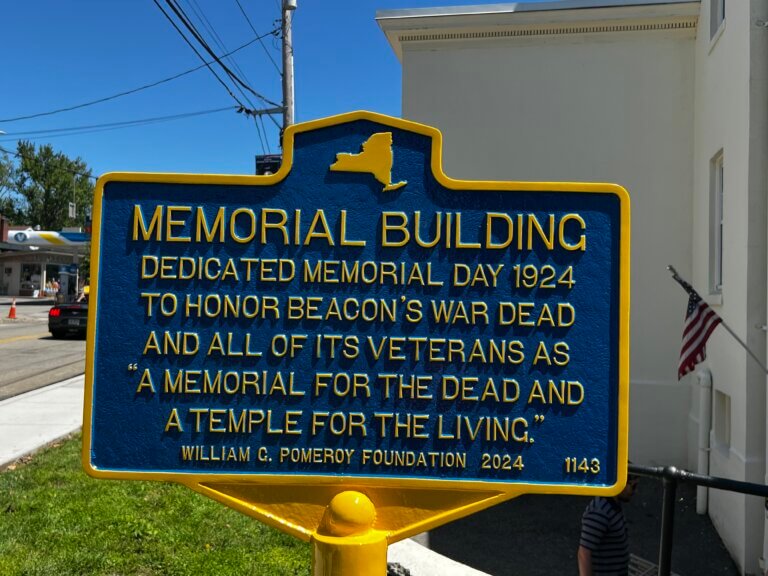 MEMORIAL BUILDING
DEDICATED MEMORIAL DAY 1924
TO HONOR BEACON'S WAR DEAD
AND ALL OF ITS VETERANS AS
“A MEMORIAL FOR THE DEAD AND
A TEMPLE FOR THE LIVING.”
WILLIAM G. POMEROY FOUNDATION 2024 1143